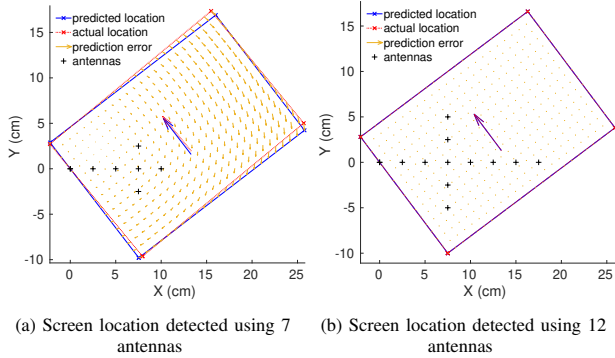 predicted location
actual location
prediction error
antennas
15
10
5
0
-5
-10
Y (cm)
0 5 10 15 20 25
X (cm)
(a) Screen location detected using 7
antennas
predicted location
actual location
prediction error
antennas
15
10
5
0
-5
-10
Y (cm)
0 5 10 15 20 25
X (cm)
(b) Screen location detected using 12
antennas